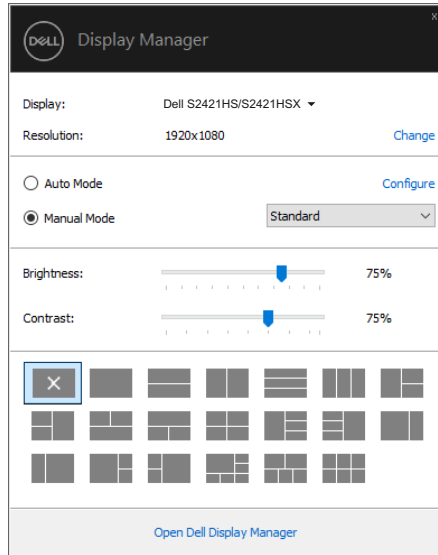 DELL Display Manager
x
Display: Dell S2421HS/S2421HSX
Resolution: 1920x1080 Change
Auto Mode Configure
Manual Mode Standard
Brightness: 75%
Contrast: 75%
Open Dell Display Manager